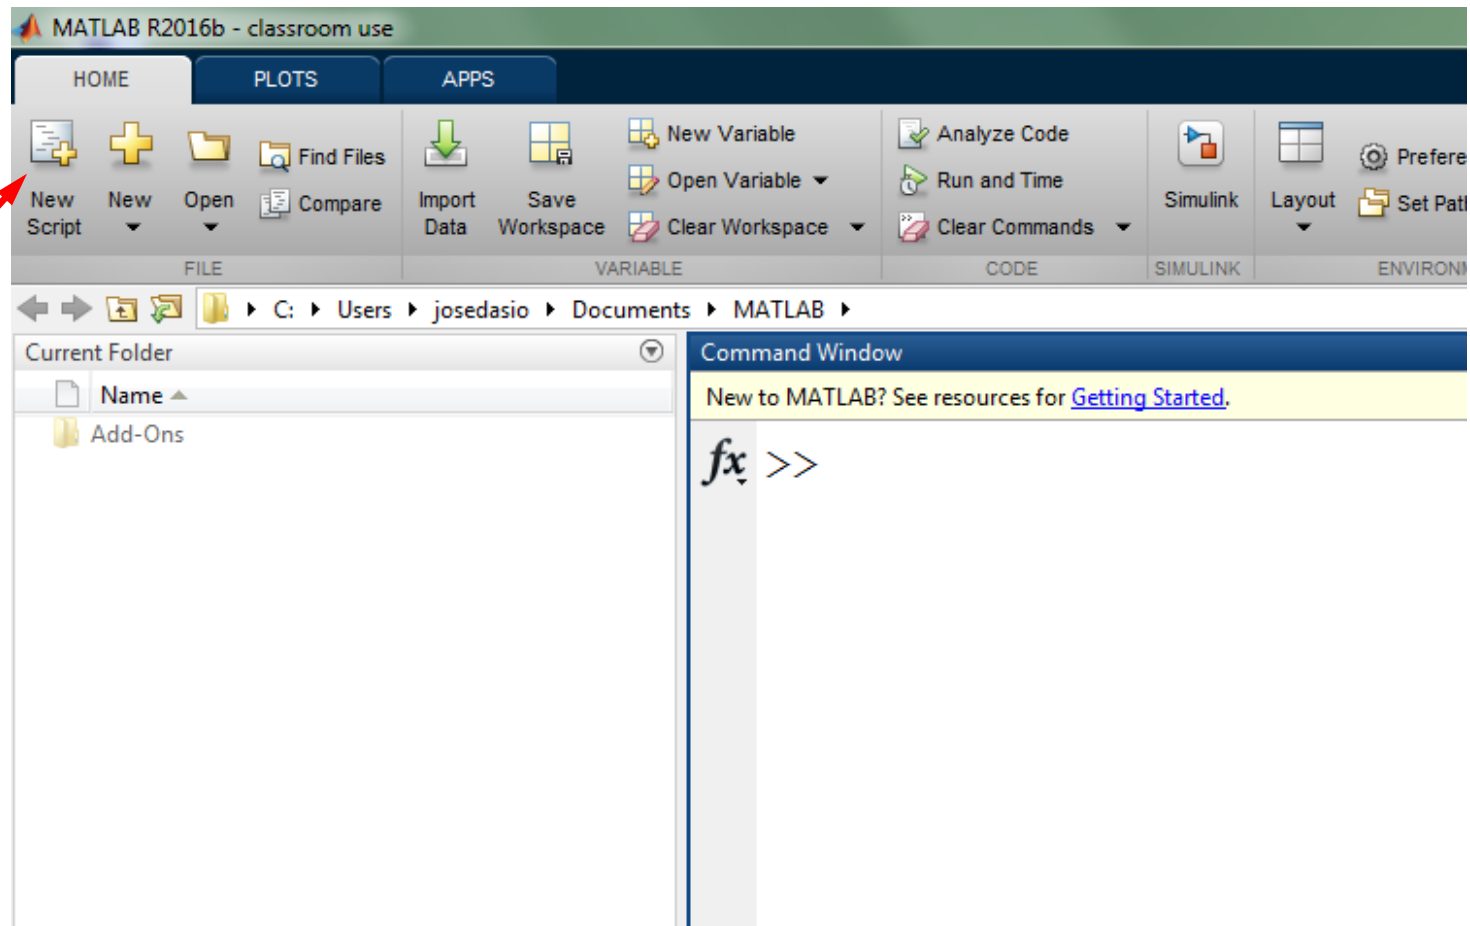 MATLAB R2016b - classroom use
HOME PLOTS APPS
New Script
New
Open
Find Files
Compare
Import Data
Save Workspace
New Variable
Open Variable
Clear Workspace
Analyze Code
Run and Time
Clear Commands
Simulink
Layout
Prefere
Set Pat
FILE VARIABLE CODE SIMULINK ENVIRON
C: Users josedasio Documents MATLAB
Current Folder
Name
Add-Ons
Command Window
New to MATLAB? See resources for Getting Started.
fx >>